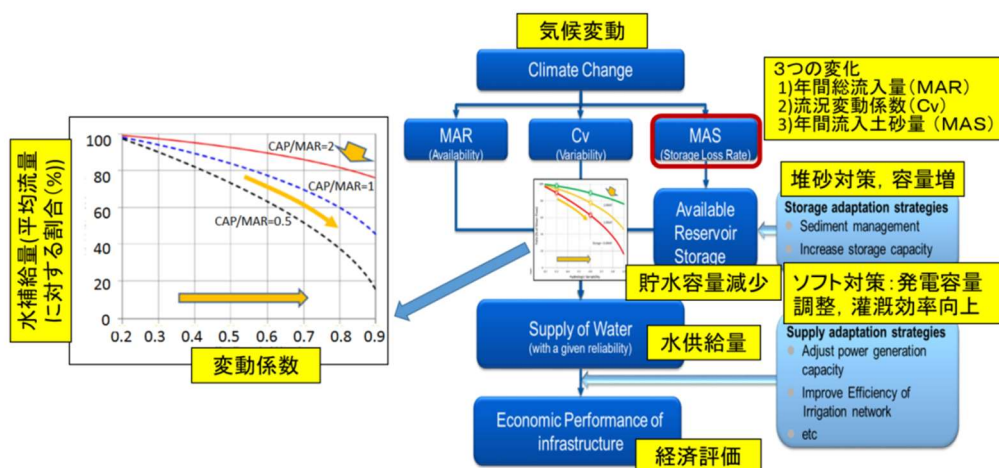 気候変動
Climate Change
3つの変化
1)年間総流入量(MAR)
2)流況変動係数(Cv)
3)年間流入土砂量(MAS)
MAR
(Availability)
Cv
(Variability)
MAS
(Storage Loss Rate)
水補給量(平均流量
に対する割合(%))
100
80
60
40
20
0
CAP/MAR=2
CAP/MAR=1
CAP/MAR=0.5
0.2
0.3
0.4
0.5
0.6
0.7
0.8
0.9
変動係数
Available
Reservoir
Storage
貯水容量減少
堆砂対策,容量増
Storage adaptation strategies
Sediment management
Increase storage capacity
ソフト対策:発電容量
調整,灌漑効率向上
Supply of Water
(with a given reliability)
水供給量
Supply adaptation strategies
Adjust power generation
capacity
Improve Efficiency of
Irrigation network
etc
Economic Performance of
infrastructure
経済評価